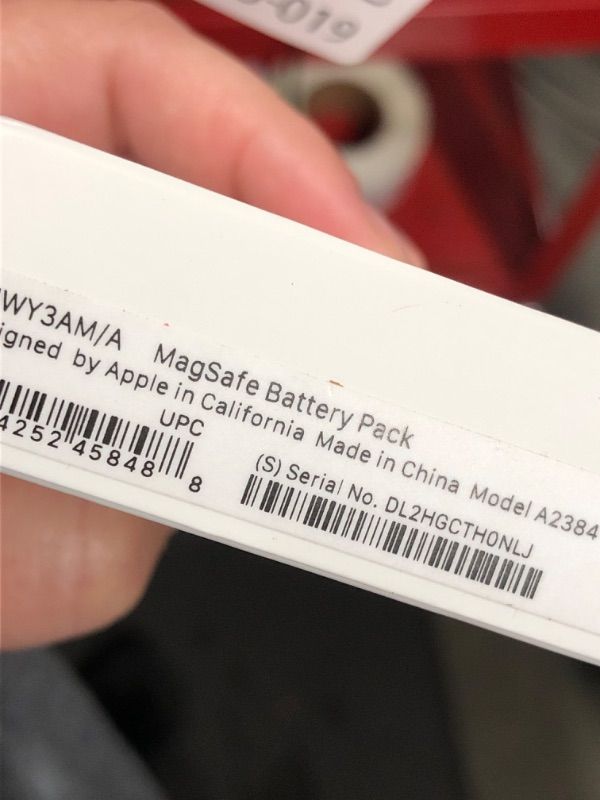 -019
WY3AM/A MagSafe Battery Pack
igned by Apple in California Made in China Model A2384
UPC
4252 45848 8
(S) Serial No. DL2HGCTH0NLJ